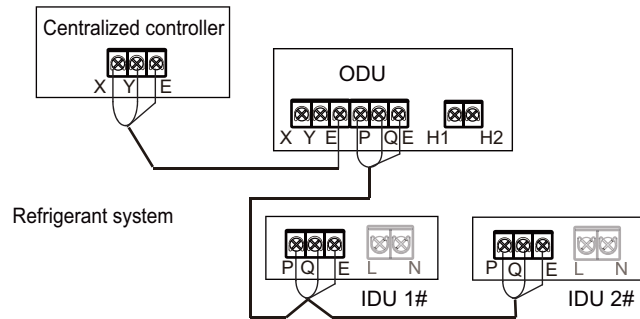 Centralized controller
X Y E
ODU
X Y E P Q E H1 H2
Refrigerant system
P Q E L N
IDU 1#
P Q E L N
IDU 2#